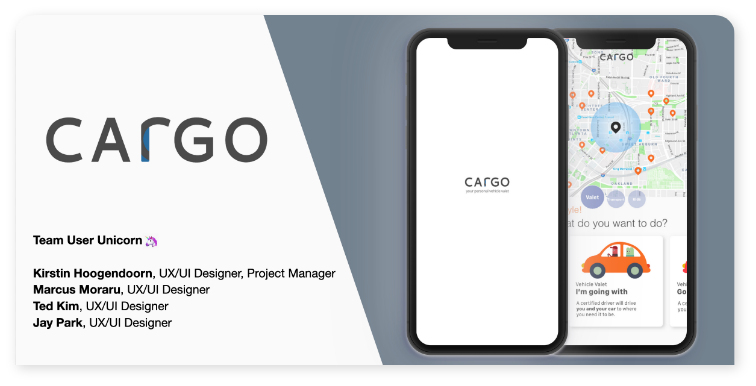 CArGO
Team User Unicorn 🦄
Kirstin Hoogendoorn, UX/UI Designer, Project Manager
Marcus Moraru, UX/UI Designer
Ted Kim, UX/UI Designer
Jay Park, UX/UI Designer
CArGO
your personal vehicle valet
CArGO
Valet
yle!
at do you want to do?
Vehicle Valet
I'm going with
A certified driver will drive
you and your car to where
you need it to be.
Go